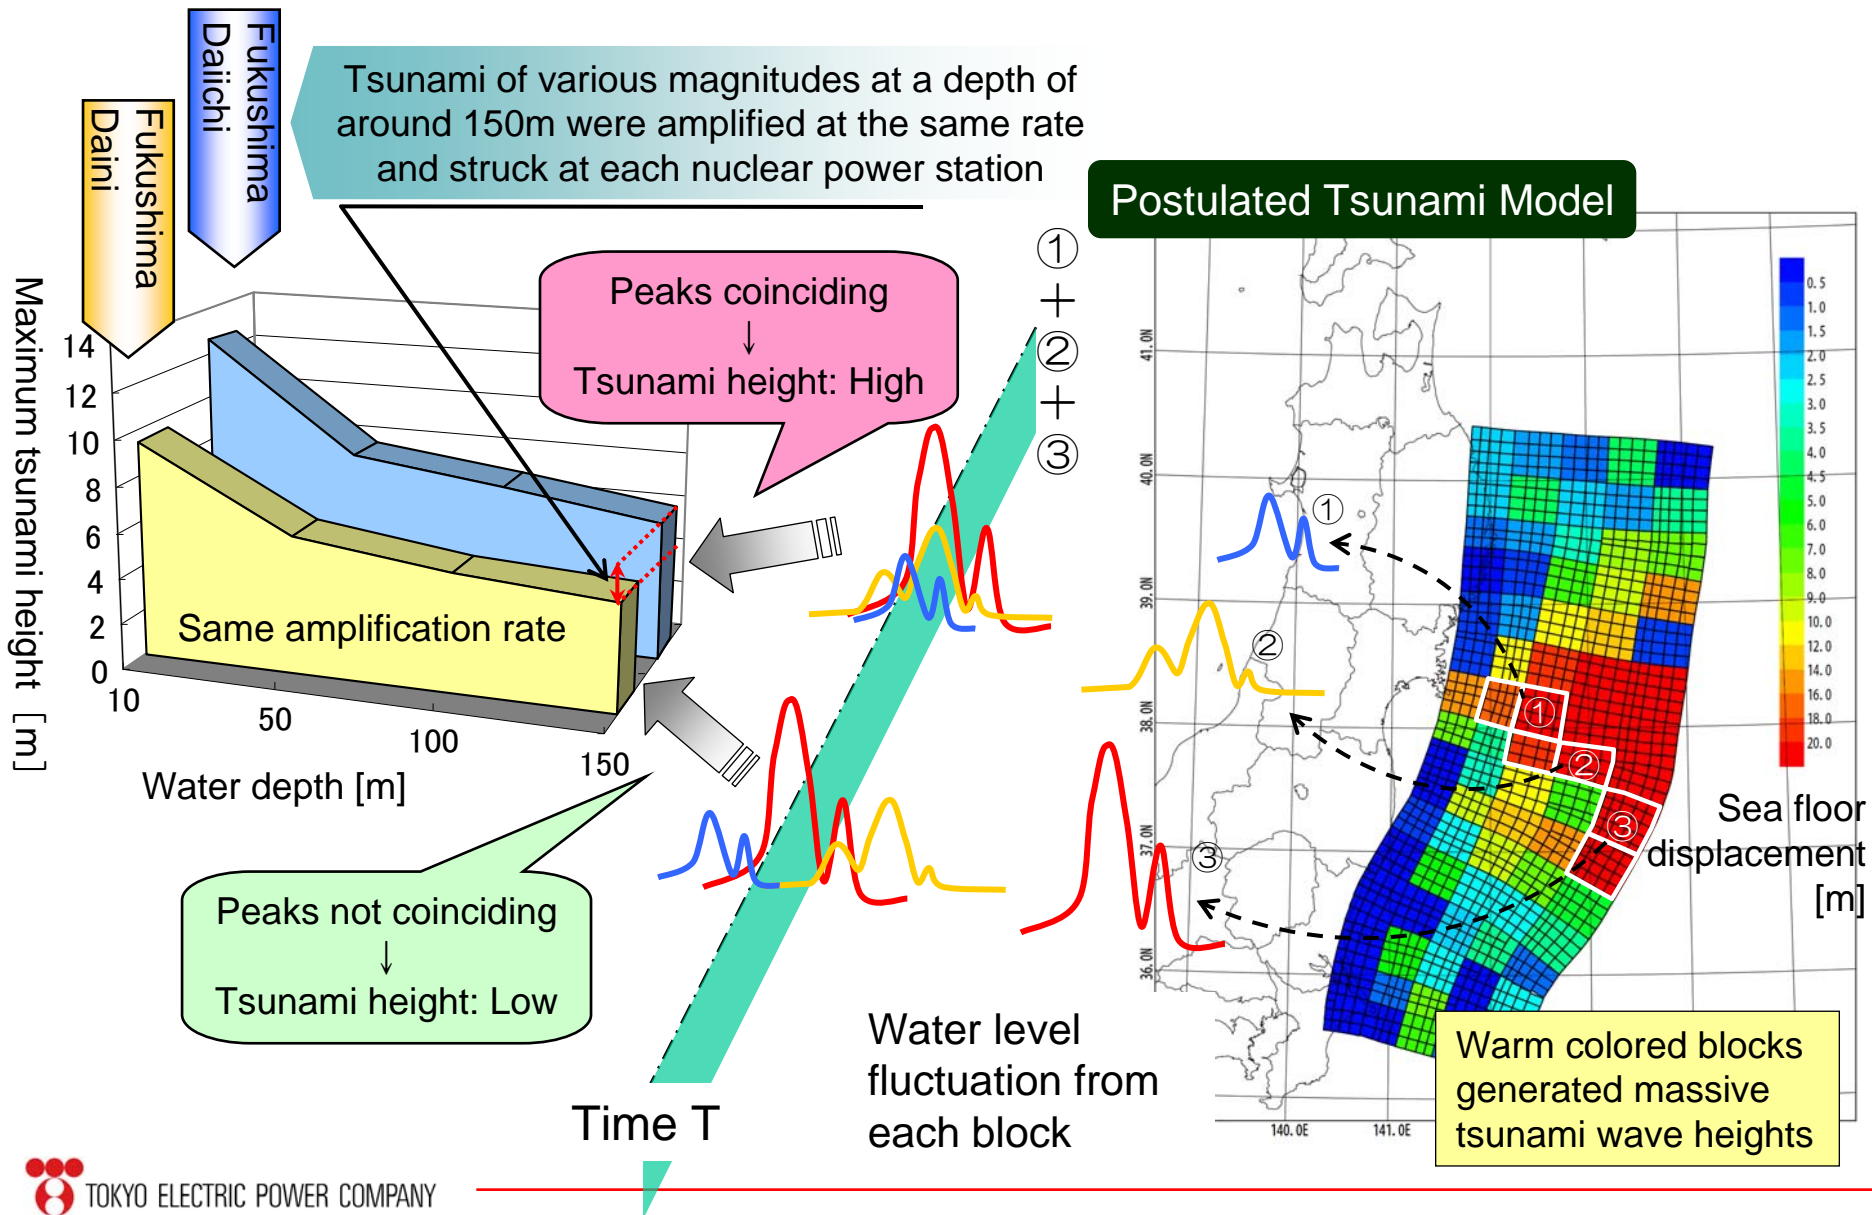 Fukushima
Daiichi
Fukushima
Daini
Tsunami of various magnitudes at a depth of
around 150m were amplified at the same rate
and struck at each nuclear power station
Postulated Tsunami Model
Peaks coinciding
↓
Tsunami height: High
①
+
②
+
③
Maximum tsunami height [m]
14
12
10
8
6
4
2
0
10
50
100
150
Water depth [m]
Same amplification rate
Peaks not coinciding
↓
Tsunami height: Low
Time T
Water level
fluctuation from
each block
①
②
③
①
②
③
41.0N
40.0N
39.0N
38.0N
37.0N
36.0N
140.0E
141.0E
0.5
1.0
1.5
2.0
2.5
3.0
3.5
4.0
4.5
5.0
6.0
7.0
8.0
9.0
10.0
12.0
14.0
16.0
18.0
20.0
Sea floor
displacement
[m]
Warm colored blocks
generated massive
tsunami wave heights
TOKYO ELECTRIC POWER COMPANY